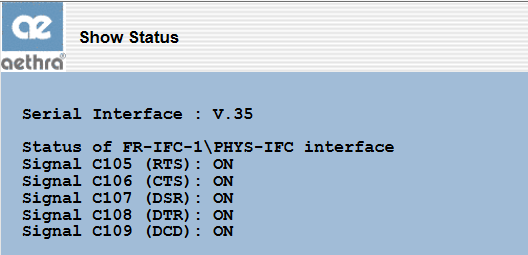 ae
Show Status
aethra®
Serial Interface : V.35
Status of FR-IFC-1\PHYS-IFC interface
Signal C105 (RTS): ON
Signal C106 (CTS): ON
Signal C107 (DSR): ON
Signal C108 (DTR): ON
Signal C109 (DCD): ON